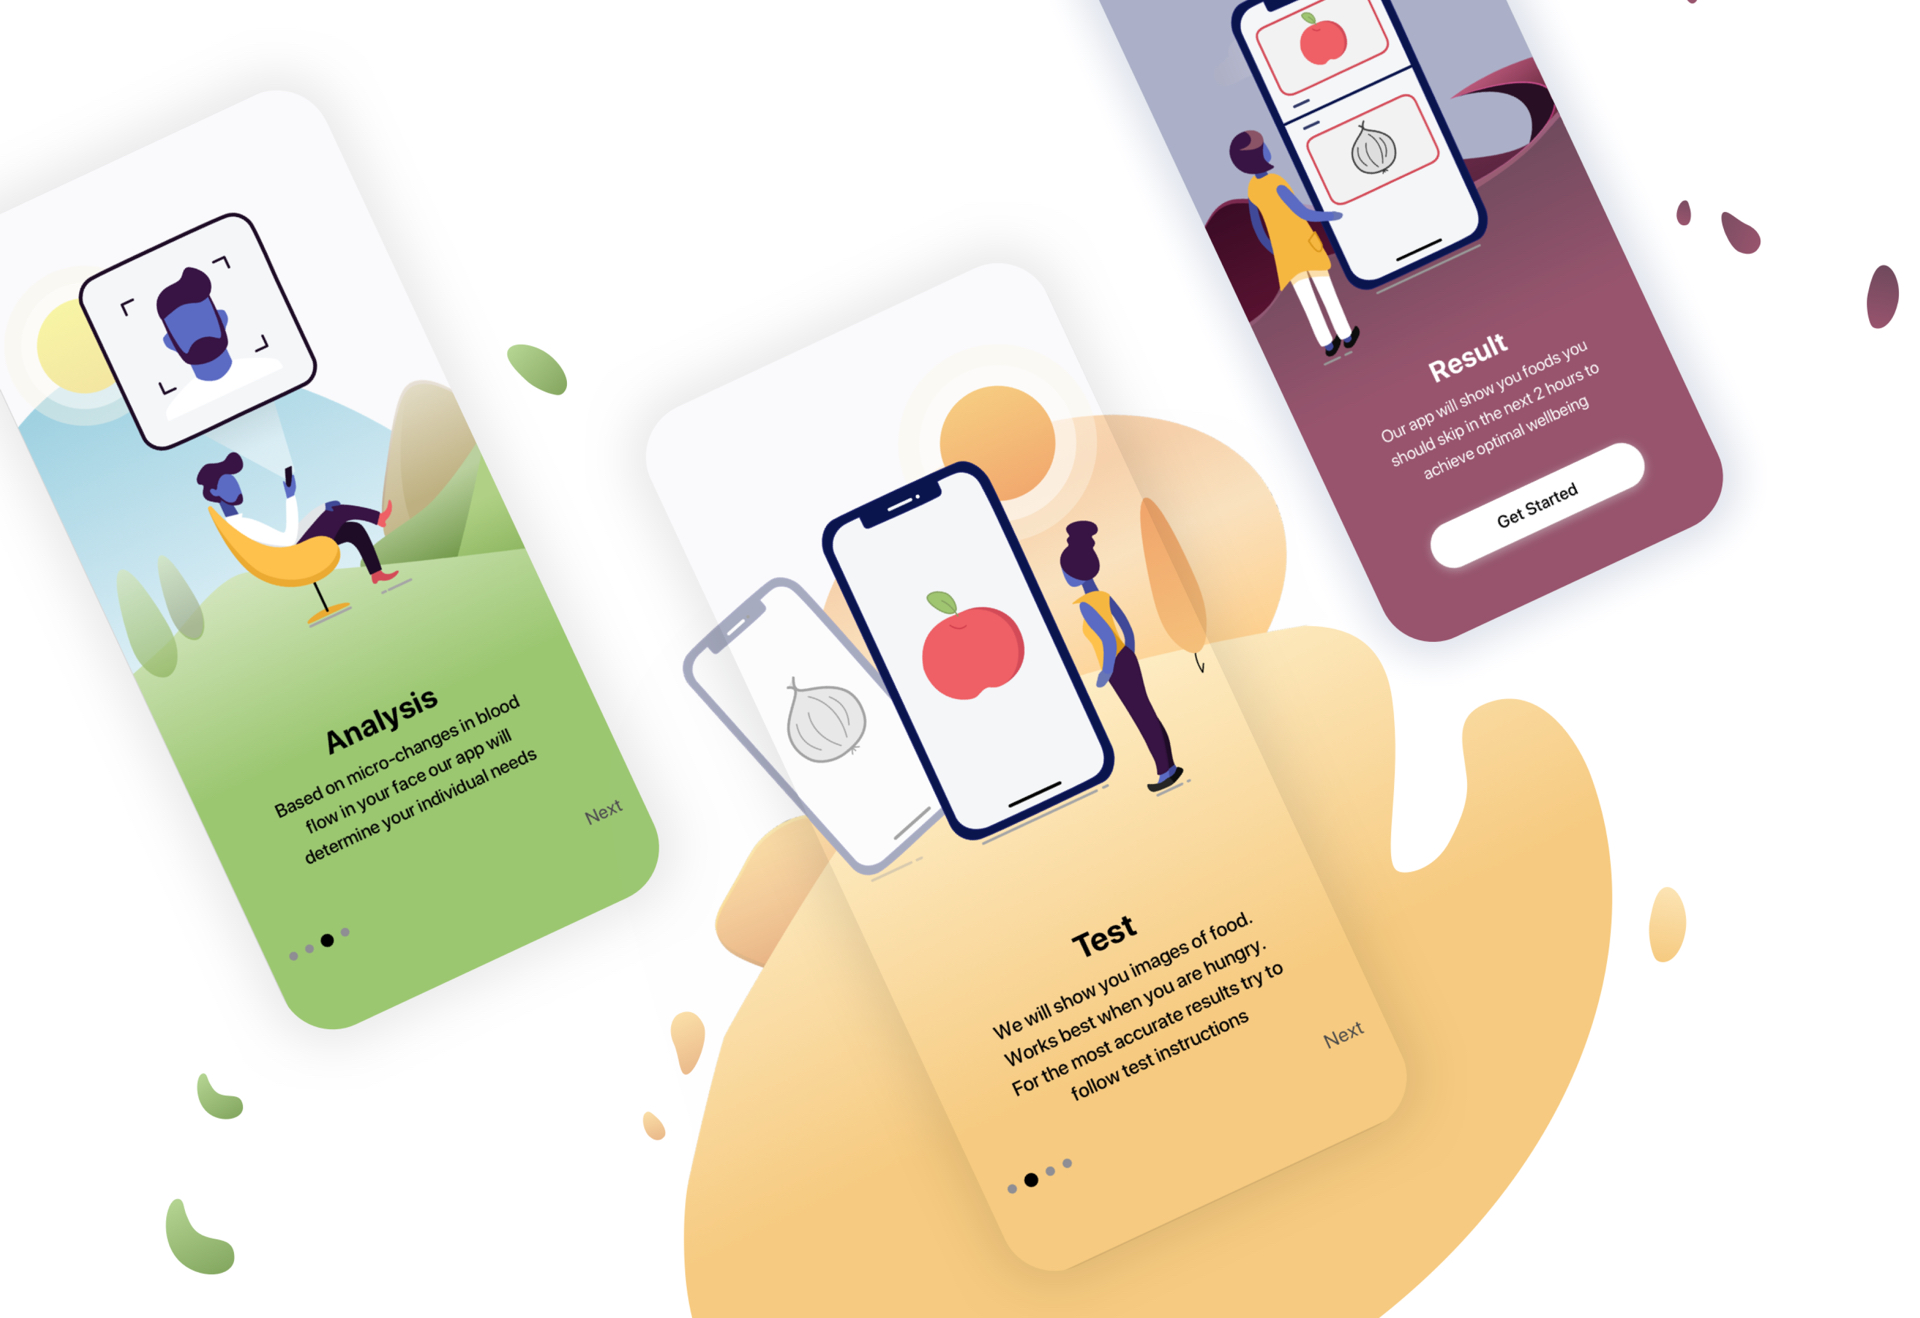 Analysis
Based on micro-changes in blood
flow in your face our app will
determine your individual needs
Next
Test
We will show you images of food.
Works best when you are hungry.
For the most accurate results try to
follow test instructions
Next
Result
Our app will show you foods you
should skip in the next 2 hours to
achieve optimal wellbeing
Get Started